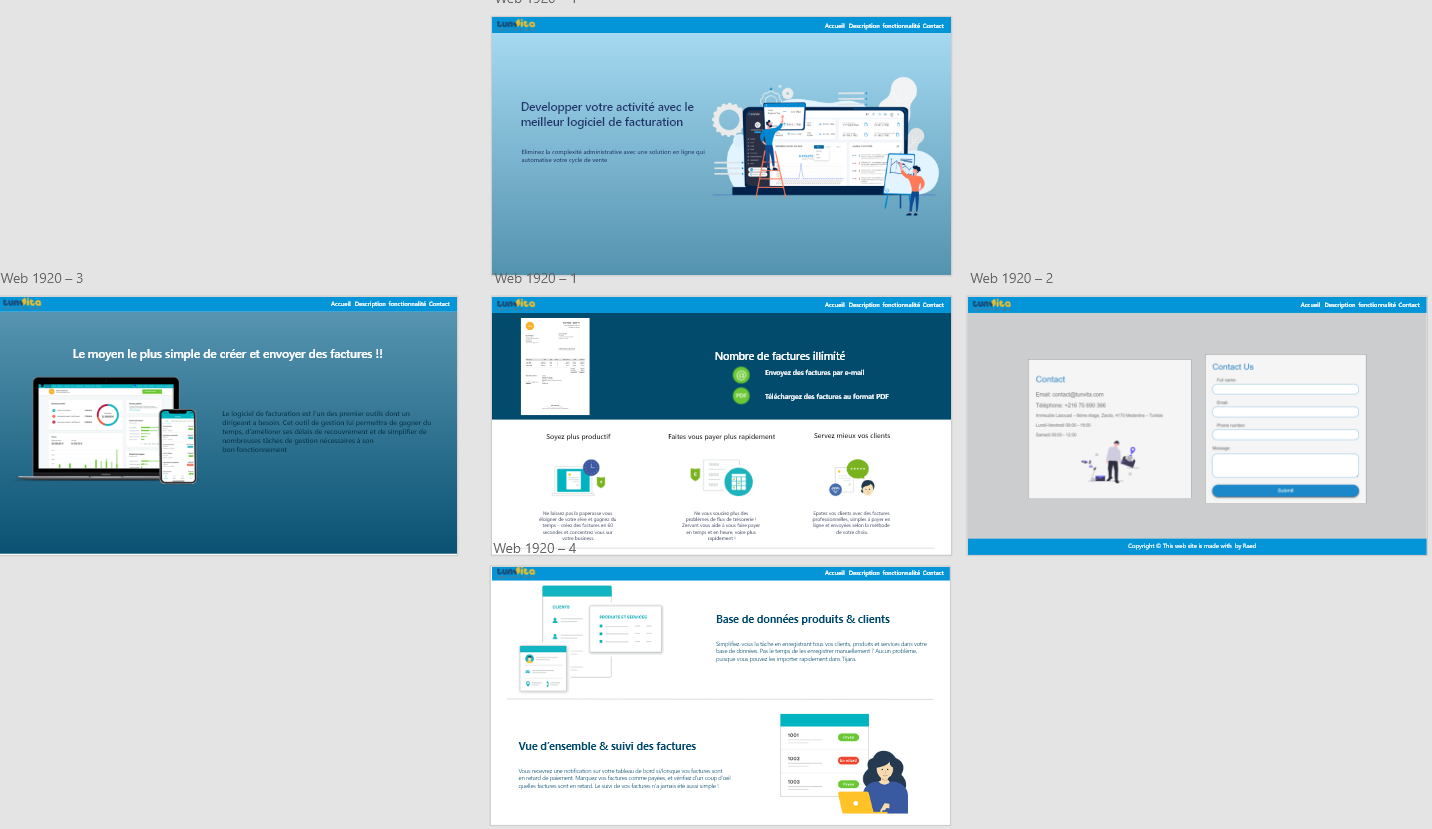 tunvita
Accueil Description fonctionnalité Contact
Developper votre activité avec le
meilleur logiciel de facturation
Eliminez la complexité administrative avec une solution en ligne qui
automatise votre cycle de vente
Web 1920 – 3
tunvita
Accueil Description fonctionnalité Contact
Le moyen le plus simple de créer et envoyer des factures !!
Le logiciel de facturation est l'un des premier outils dont un
dirigeant a besoin. Cet outil de gestion lui permettra de gagner du
temps, d'améliorer ses délais de recouvrement et de simplifier de
nombreuses tâches de gestion nécessaires à son
bon fonctionnement
Web 1920 – 1
tunvita
Accueil Description fonctionnalité Contact
Nombre de factures illimité
@
Envoyez des factures par e-mail
PDF
Téléchargez des factures au format PDF
Soyez plus productif
Faites vous payer plus rapidement
Servez mieux vos clients
Ne laissez pas la paperasse vous
éloigner de votre rêve et gagnez du
temps – créez des factures en 60
secondes et concentrez vous sur
votre business.
Ne vous souciez plus des
problèmes de flux de trésorerie !
Zervant vous aide à vous faire payer
en temps et en heure, voire plus
rapidement !
Epatez vos clients avec des factures
professionnelles, simples à payer en
ligne et envoyées selon la méthode
de votre choix.
Web 1920 – 2
tunvita
Accueil Description fonctionnalité Contact
Contact
Email: contact@tunvita.com
Téléphone: +216 75 690 366
Lundi-Vendredi 08:00 - 18:00
Samedi 08:00 - 13:00
Contact Us
Full name:
Email:
Phone number
Message
Submit
Copyright © This web site is made with by Raed
Web 1920 – 4
tunvita
Accueil Description fonctionnalité Contact
CLIENTS
PRODUITS ET SERVICES
Base de données produits & clients
Simplifiez vous la tâche en enregistrant tous vos clients, produits et services dans votre
base de données. Pas le temps de les enregistrer manuellement ? Aucun problème,
puisque vous pouvez les importer rapidement dans Tijara.
Vue d'ensemble & suivi des factures
Vous recevrez une notification sur votre tableau de bord si/lorsque vos factures sont
en retard de paiement. Marquez vos factures comme payées, et vérifiez d'un coup d'œil
quelles factures sont en retard. Le suivi de vos factures n'a jamais été aussi simple !
1001
Payée
1002
En retard
1003
Payée